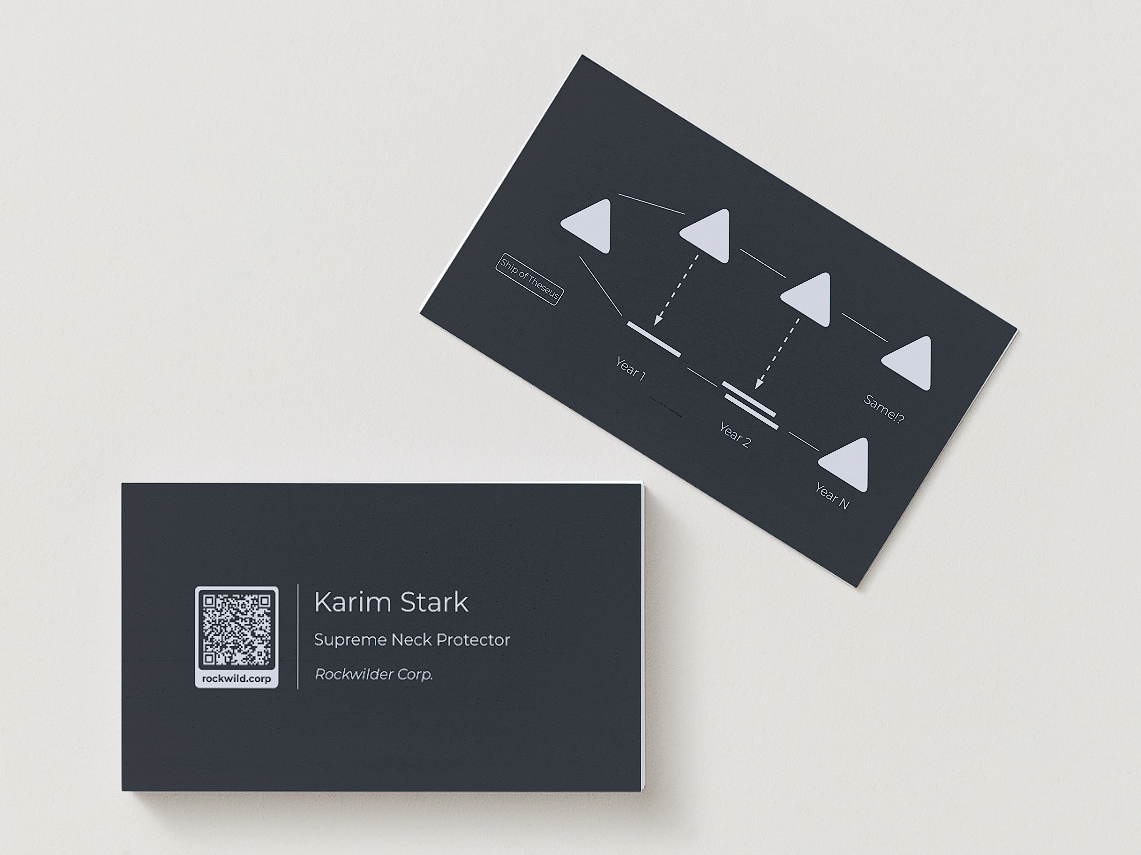 Ship of Theseus
Year 1
Year 2
Year N
Same!?
Karim Stark
Supreme Neck Protector
Rockwilder Corp.
rockwild.corp